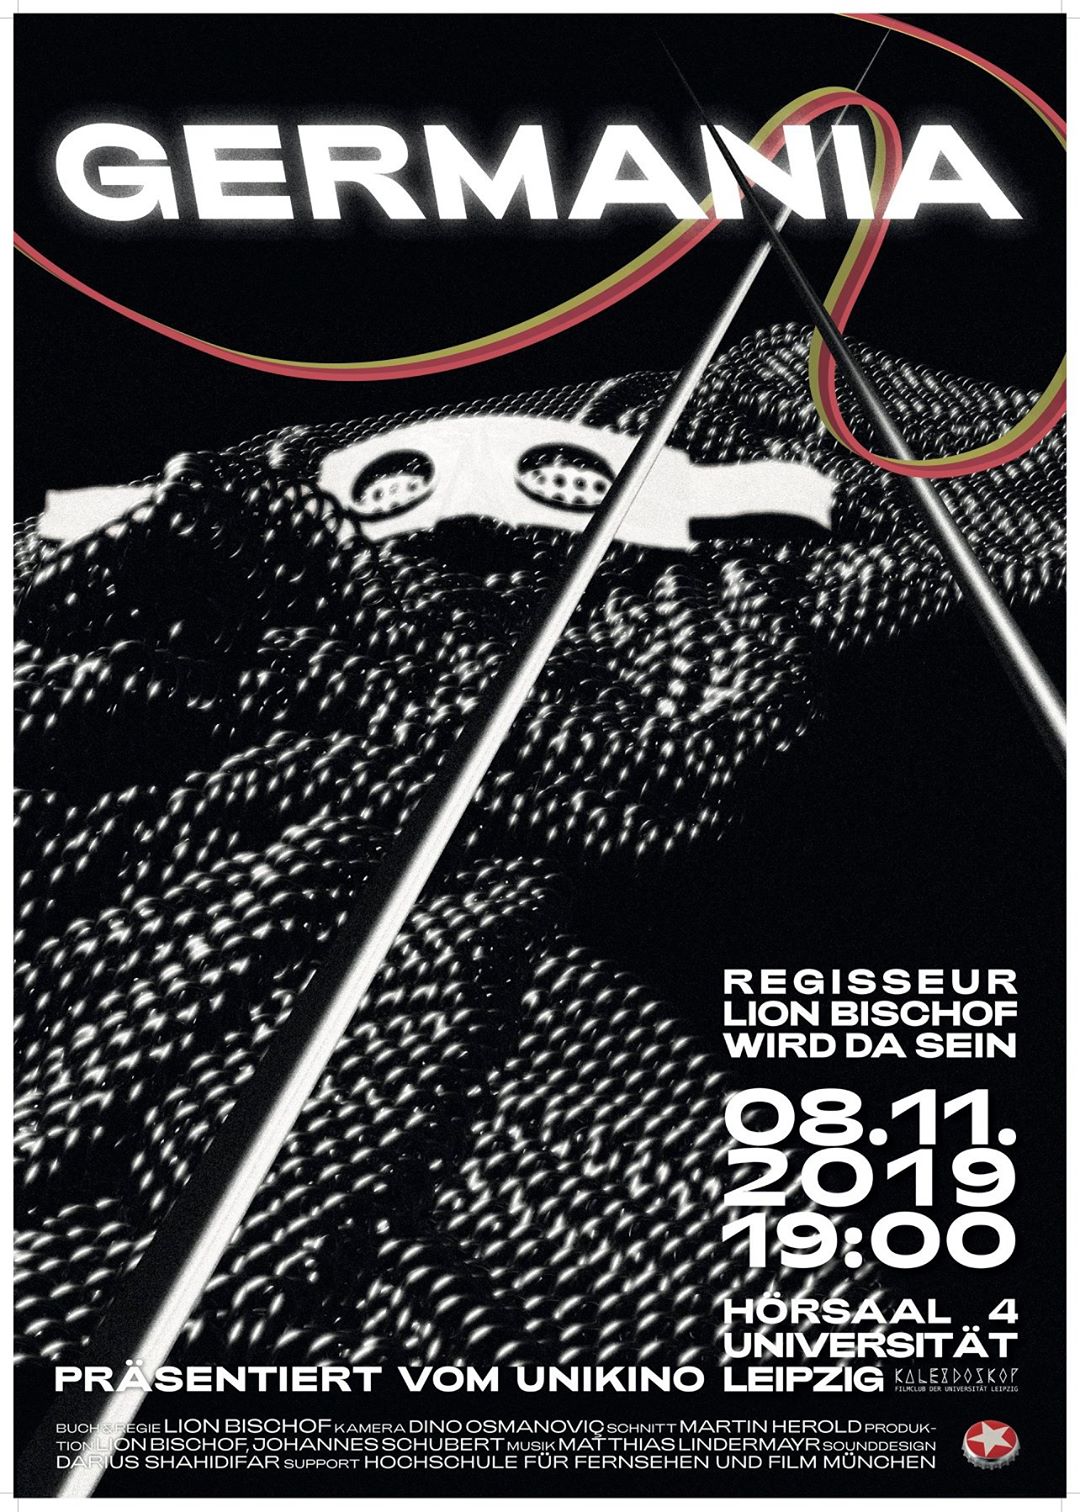 GERMANIA
REGISSEUR
LION BISCHOF
WIRD DA SEIN
08.11.
2019
19:00
HÖRSAAL 4
UNIVERSITÄT
PRÄSENTIERT VOM UNIKINO LEIPZIG KALEIDOSKOP
FILMCLUB DER UNIVERSITÄT LEIPZIG
BUCH & REGIE LION BISCHOF KAMERA DINO OSMANOVIÇ SCHNITT MARTIN HEROLD PRODUK-
TION LION BISCHOF, JOHANNES SCHUBERT MUSIK MATTHIAS LINDERMAYR SOUNDDESIGN
DARIUS SHAHIDIFAR SUPPORT HOCHSCHULE FÜR FERNSEHEN UND FILM MÜNCHEN